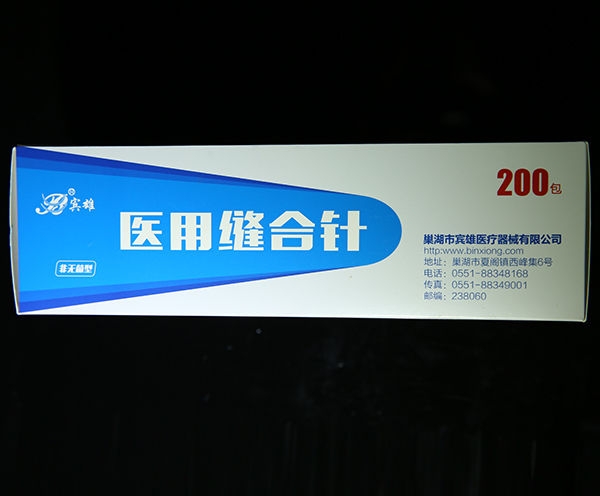 宾雄
®
医用缝合针
非无菌型
200包
巢湖市宾雄医疗器械有限公司
http:www.binxiong.com
地址：巢湖市夏阁镇西峰集6号
电话：0551-88348168
传真：0551-88349001
邮编：238060